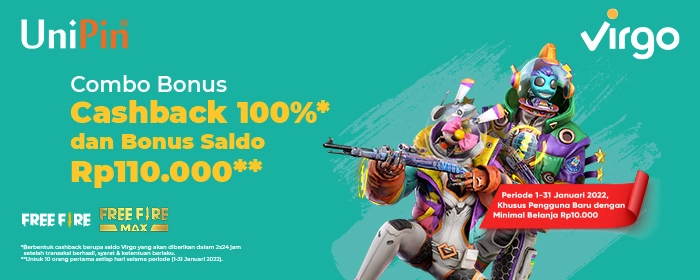 UniPin
Virgo
Combo Bonus
Cashback 100%*
dan Bonus Saldo
Rp110.000**
Periode 1-31 Januari 2022,
Khusus Pengguna Baru dengan
Minimal Belanja Rp10.000
FREE FIRE
FREE FIRE
MAX
*Berbentuk cashback berupa saldo Virgo yang akan diberikan dalam 2x24 jam
setelah transaksi berhasil, syarat & ketentuan berlaku.
**Untuk 10 orang pertama setiap hari selama periode (1-31 Januari 2022).